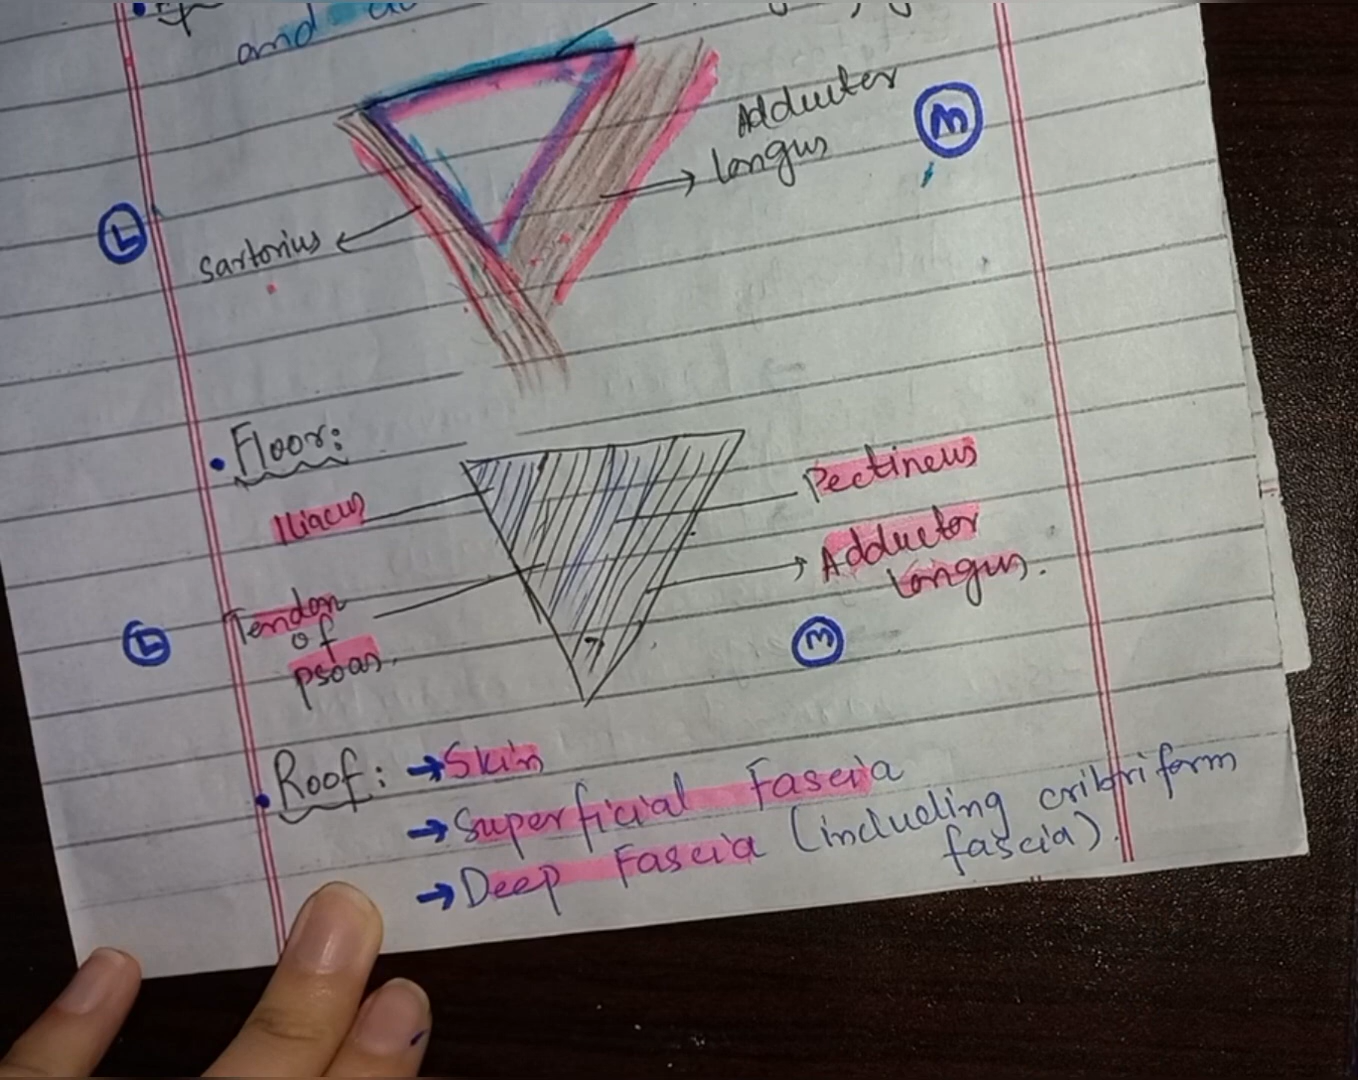 and
Adductor
longus
M
L
Sartorius
Floor:
Iliacus
Pectineus
Adductor
longus.
Tendon
of
psoas.
L
M
Roof: → Skin
→ Superficial Fascia
→ Deep Fascia (including cribriform
fascia).